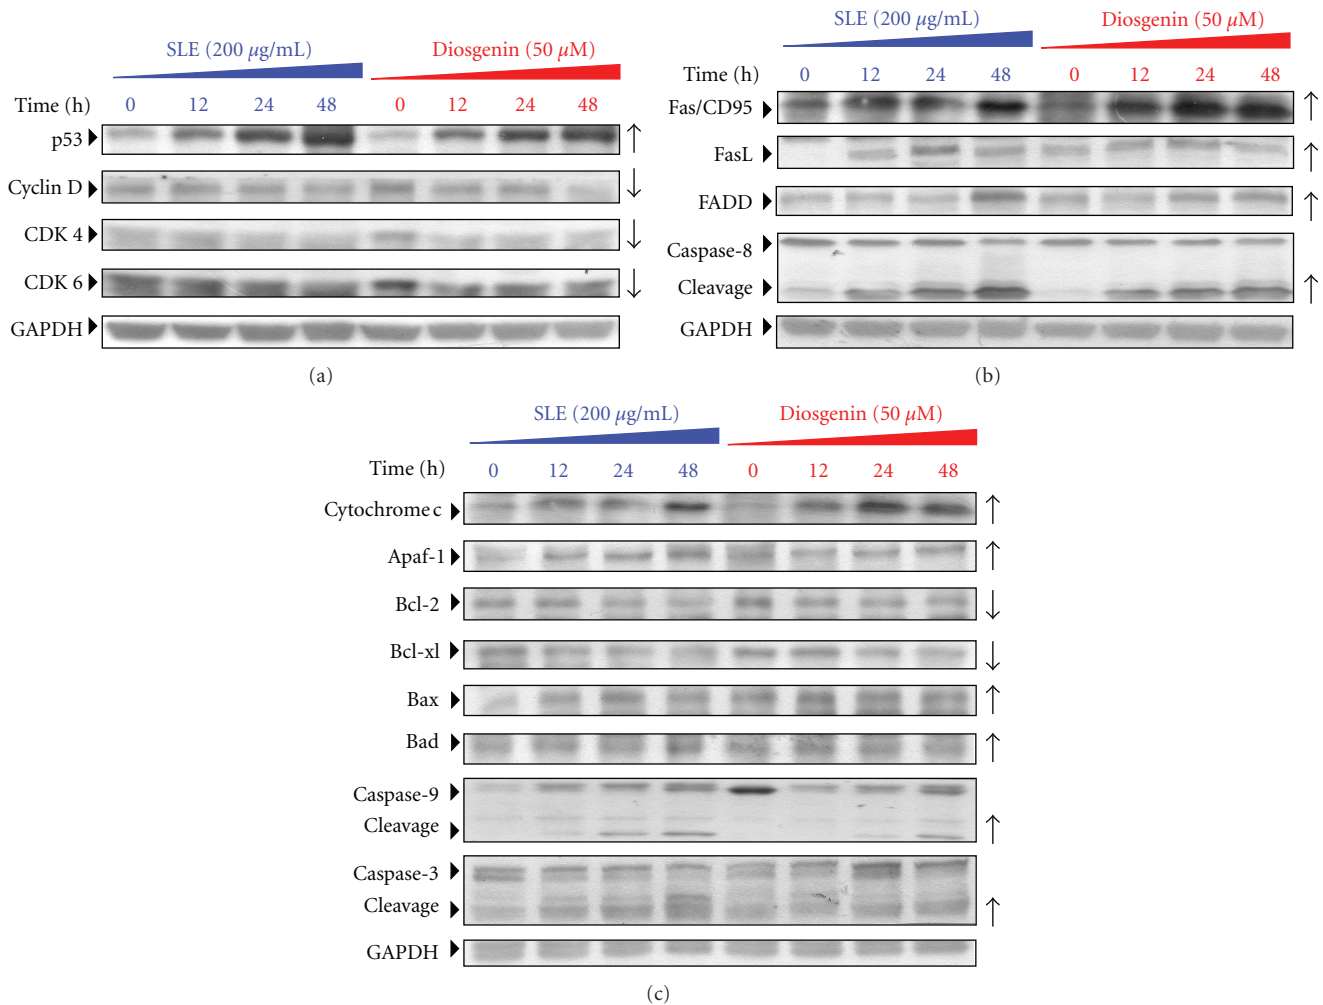 (a)
SLE (200 μg/mL) Diosgenin (50 μM)
Time (h) 0 12 24 48 0 12 24 48
p53 ↑
Cyclin D ↓
CDK 4 ↓
CDK 6 ↓
GAPDH
(a)
(b)
SLE (200 μg/mL) Diosgenin (50 μM)
Time (h) 0 12 24 48 0 12 24 48
Fas/CD95 ↑
FasL ↑
FADD ↑
Caspase-8
Cleavage ↑
GAPDH
(b)
SLE (200 μg/mL) Diosgenin (50 μM)
Time (h) 0 12 24 48 0 12 24 48
Cytochrome c ↑
Apaf-1 ↑
Bcl-2 ↓
Bcl-xl ↓
Bax ↑
Bad ↑
Caspase-9
Cleavage ↑
Caspase-3
Cleavage ↑
GAPDH
(c)